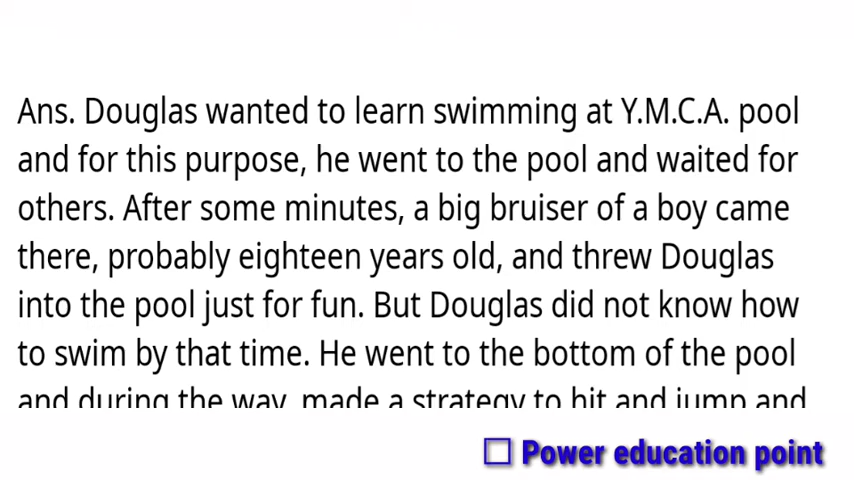 Ans. Douglas wanted to learn swimming at Y.M.C.A. pool
and for this purpose, he went to the pool and waited for
others. After some minutes, a big bruiser of a boy came
there, probably eighteen years old, and threw Douglas
into the pool just for fun. But Douglas did not know how
to swim by that time. He went to the bottom of the pool
and during the way, made a strategy to hit and jump and
☐ Power education point